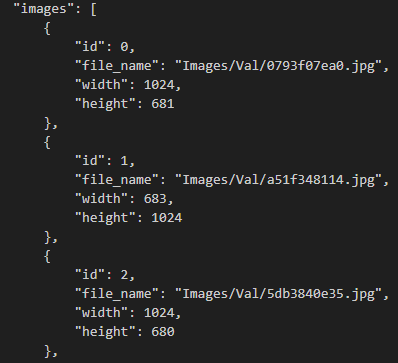 "images": [
{
"id": 0,
"file_name": "Images/Val/0793f07ea0.jpg",
"width": 1024,
"height": 681
},
{
"id": 1,
"file_name": "Images/Val/a51f348114.jpg",
"width": 683,
"height": 1024
},
{
"id": 2,
"file_name": "Images/Val/5db3840e35.jpg",
"width": 1024,
"height": 680
},